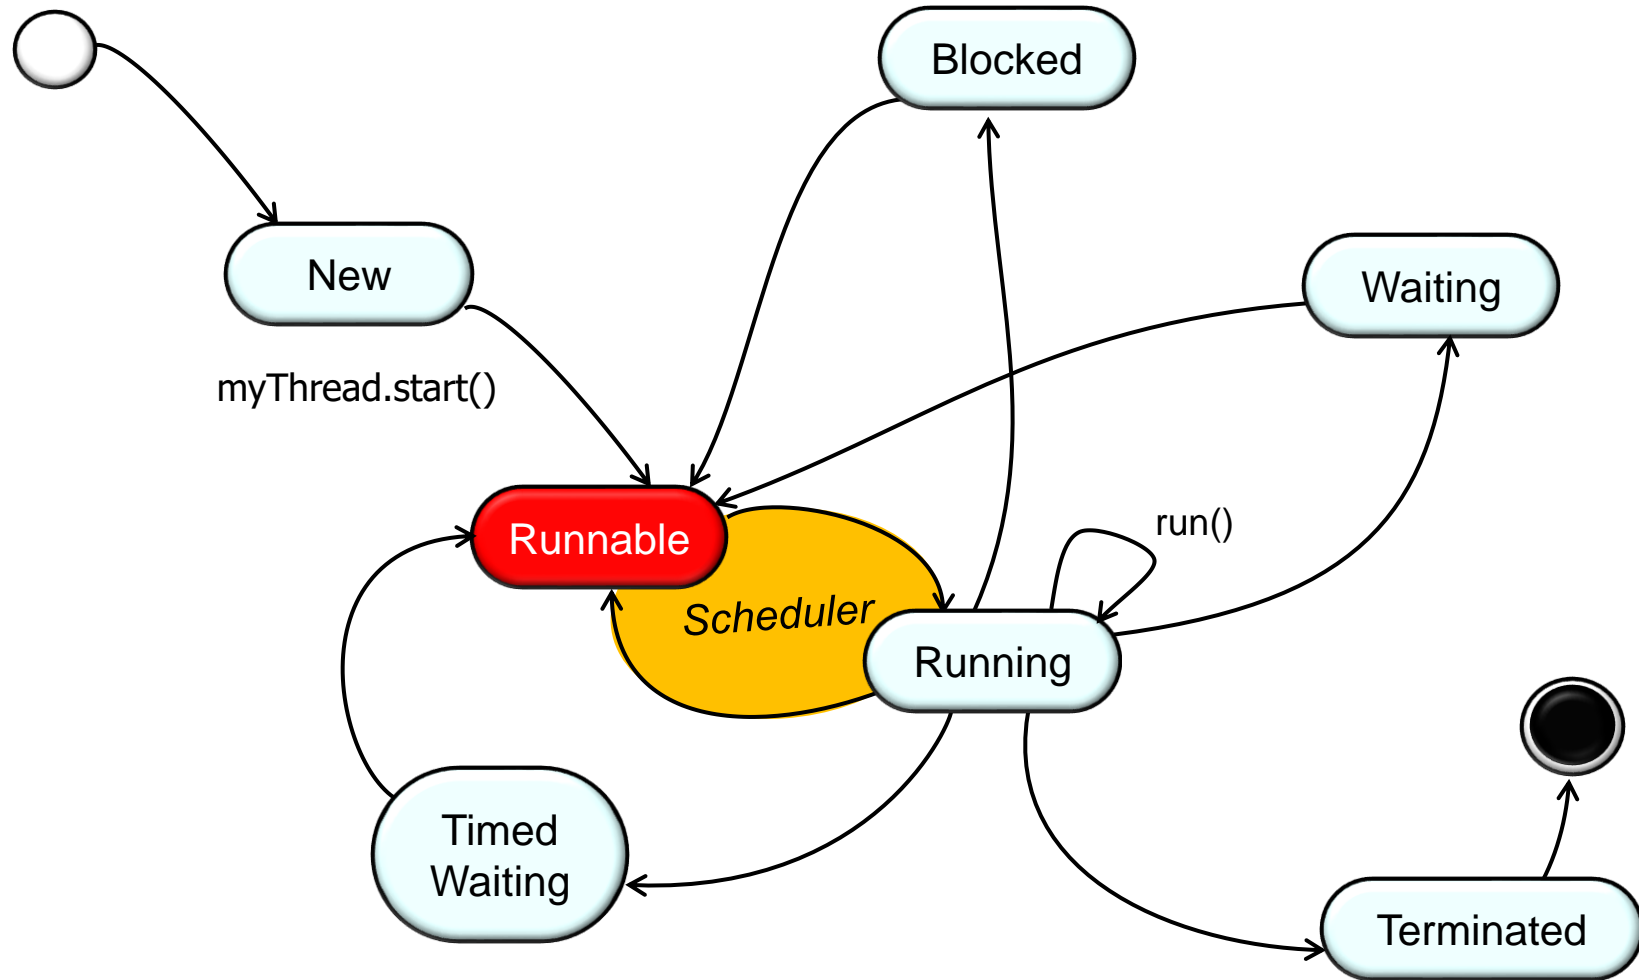 Blocked
New
Waiting
myThread.start()
Runnable
run()
Scheduler
Running
Timed
Waiting
Terminated